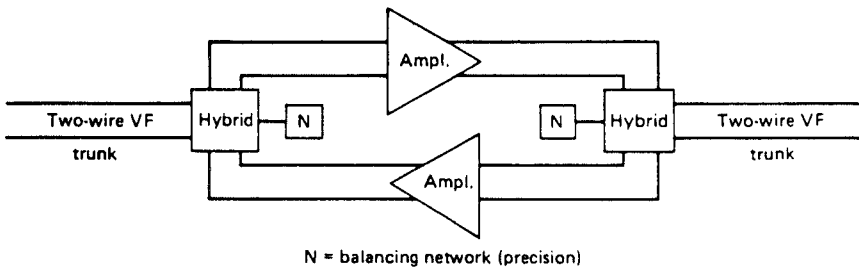 Ampl.
Two-wire VF
trunk
Hybrid
N
N
Hybrid
Two-wire VF
trunk
Ampl.
N = balancing network (precision)